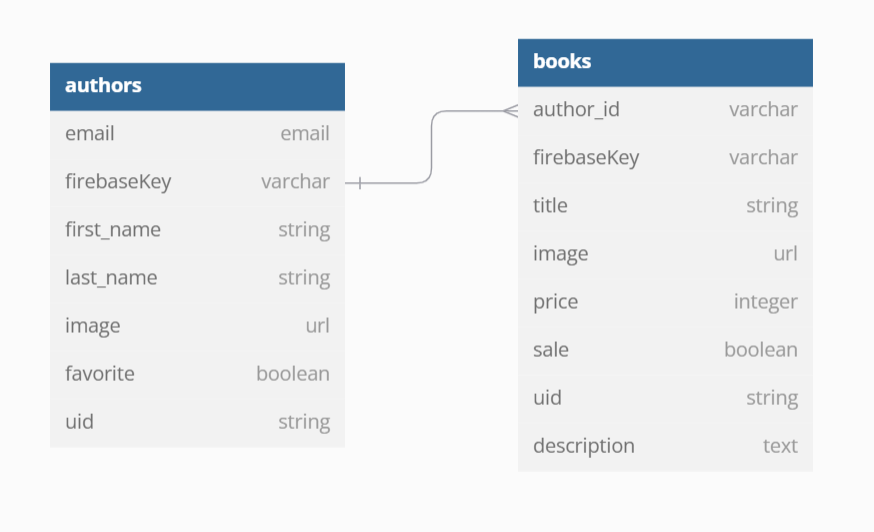 authors
email email
firebaseKey varchar
first_name string
last_name string
image url
favorite boolean
uid string
books
author_id varchar
firebaseKey varchar
title string
image url
price integer
sale boolean
uid string
description text